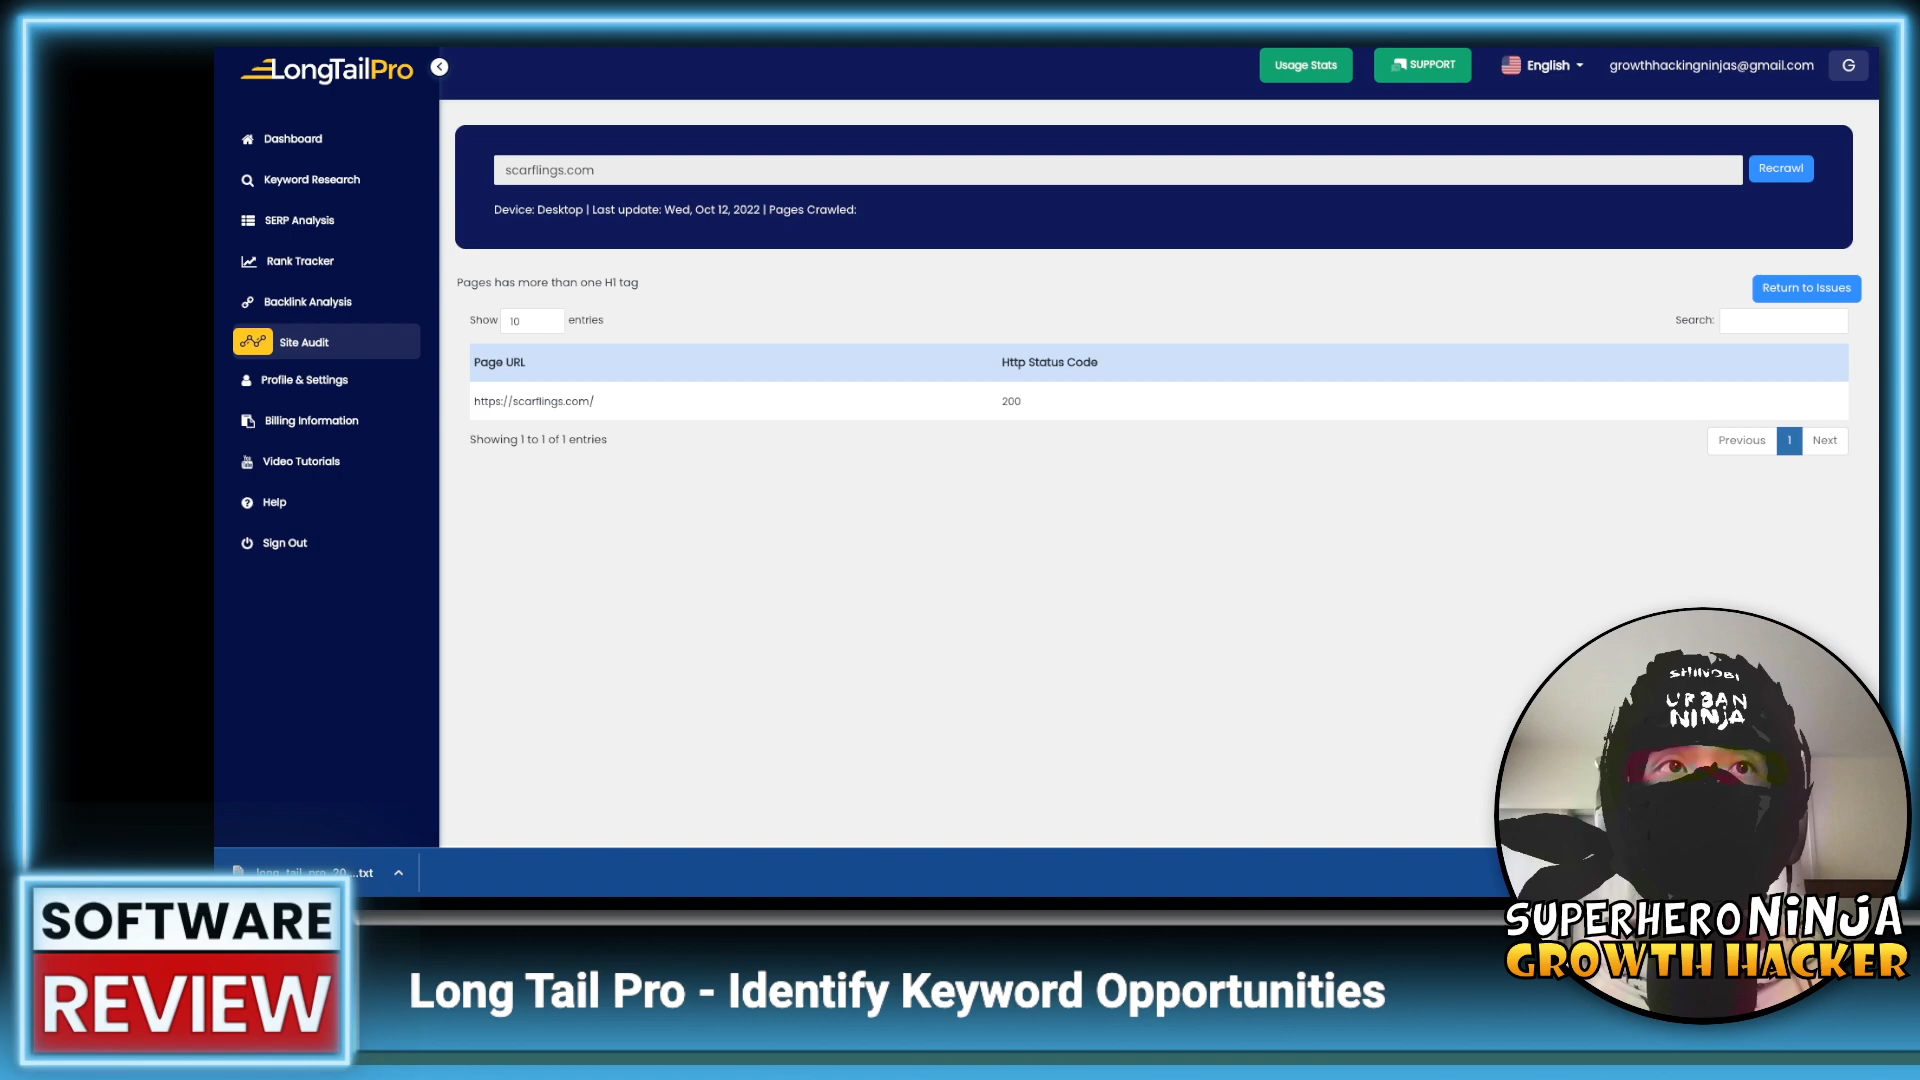 LongTailPro
Usage Stats
SUPPORT
English
growthhackingninjas@gmail.com
G
Dashboard
Keyword Research
SERP Analysis
Rank Tracker
Backlink Analysis
Site Audit
Profile & Settings
Billing Information
Video Tutorials
Help
Sign Out
scarflings.com
Recrawl
Device: Desktop | Last update: Wed, Oct 12, 2022 | Pages Crawled:
Pages has more than one H1 tag
Return to Issues
Show 10 entries
Search:
Page URL Http Status Code
https://scarflings.com/ 200
Showing 1 to 1 of 1 entries
Previous 1 Next
long_tail_pro_20....txt
SHINOBI
URBAN
NINJA
SUPERHERO NiNJA
GROWTH HACKER
SOFTWARE
REVIEW
Long Tail Pro - Identify Keyword Opportunities